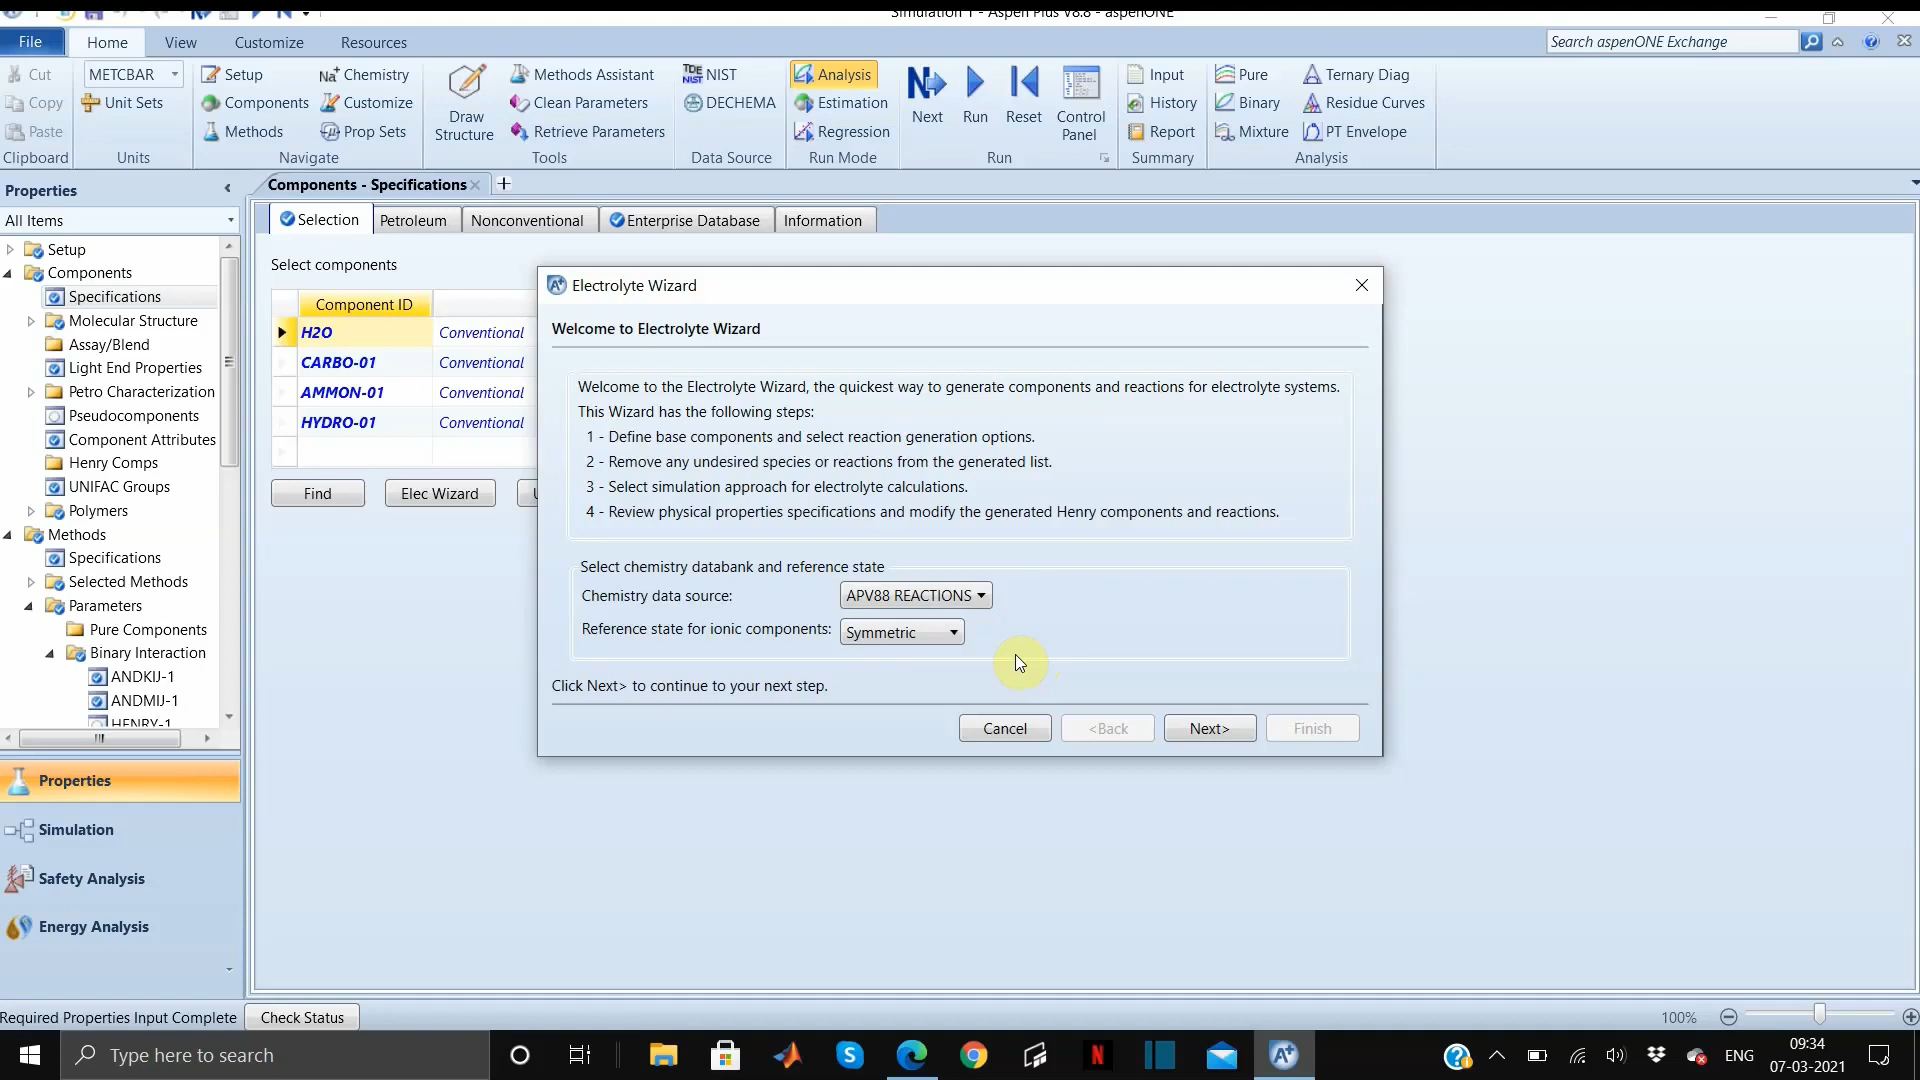 Simulation 1 - Aspen Plus V8.8 - aspenONE
File Home View Customize Resources Search aspenONE Exchange
Cut METCBAR Setup Na+ Chemistry Methods Assistant TDE NIST NIST Analysis Input Pure Ternary Diag
Copy Unit Sets Components Customize Clean Parameters DECHEMA Estimation History Binary Residue Curves
Paste Methods Prop Sets Draw Structure Retrieve Parameters Regression Next Run Reset Control Panel Report Mixture PT Envelope
Clipboard Units Navigate Tools Data Source Run Mode Run Summary Analysis
Properties
Components - Specifications
All Items
Selection Petroleum Nonconventional Enterprise Database Information
Setup
Components
Specifications
Molecular Structure
Assay/Blend
Light End Properties
Petro Characterization
Pseudocomponents
Component Attributes
Henry Comps
UNIFAC Groups
Polymers
Methods
Specifications
Selected Methods
Parameters
Pure Components
Binary Interaction
ANDKIJ-1
ANDMIJ-1
HENRY-1
Properties
Simulation
Safety Analysis
Energy Analysis
Select components
Component ID
H2O Conventional
CARBO-01 Conventional
AMMON-01 Conventional
HYDRO-01 Conventional
Find Elec Wizard
Electrolyte Wizard
Welcome to Electrolyte Wizard
Welcome to the Electrolyte Wizard, the quickest way to generate components and reactions for electrolyte systems.
This Wizard has the following steps:
1 - Define base components and select reaction generation options.
2 - Remove any undesired species or reactions from the generated list.
3 - Select simulation approach for electrolyte calculations.
4 - Review physical properties specifications and modify the generated Henry components and reactions.
Select chemistry databank and reference state
Chemistry data source: APV88 REACTIONS
Reference state for ionic components: Symmetric
Click Next> to continue to your next step.
Cancel <Back Next> Finish
Required Properties Input Complete Check Status 100%
Type here to search ENG 09:34
07-03-2021